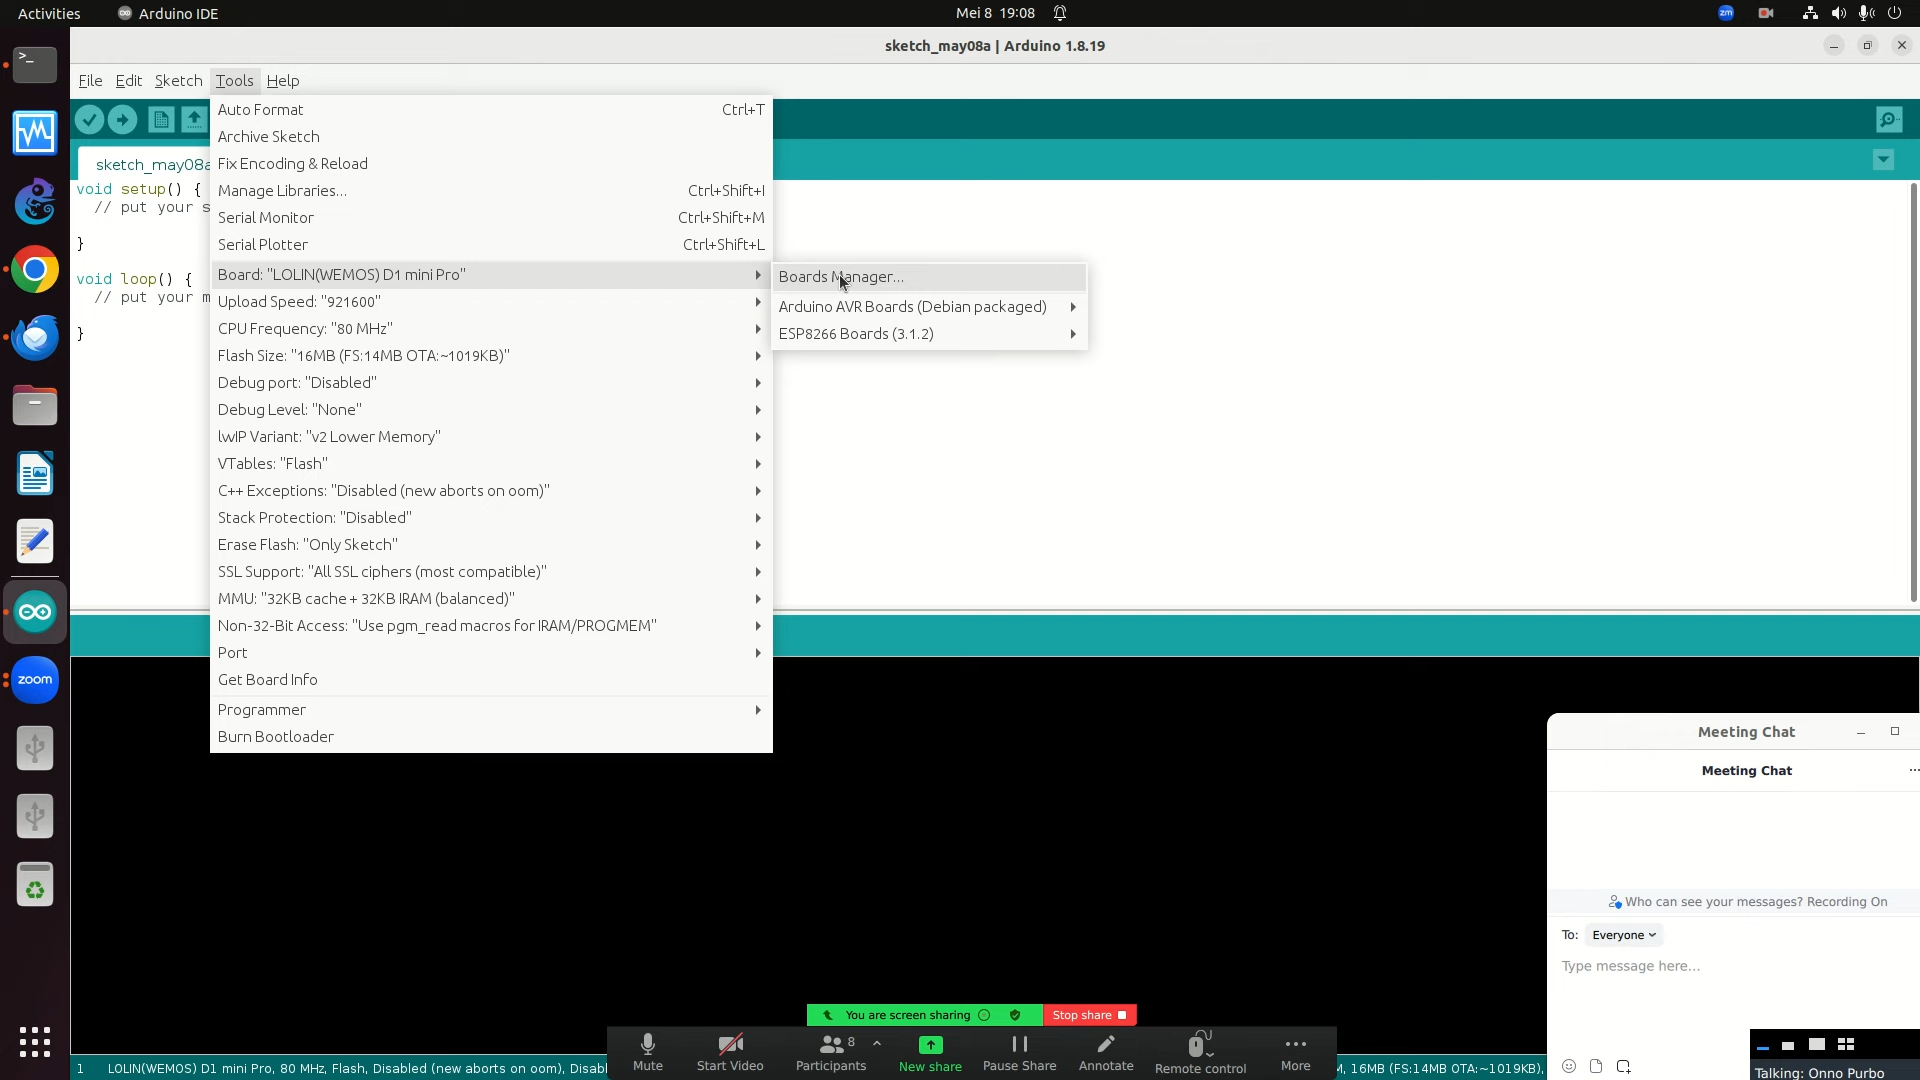 Activities
Arduino IDE
Mei 8 19:08
zm
sketch_may08a | Arduino 1.8.19
File Edit Sketch Tools Help
Auto Format Ctrl+T
Archive Sketch
sketch_may08a
Fix Encoding & Reload
void setup() {
Manage Libraries... Ctrl+Shift+I
// put your s
Serial Monitor Ctrl+Shift+M
}
Serial Plotter Ctrl+Shift+L
void loop() {
Board: "LOLIN(WEMOS) D1 mini Pro"
Boards Manager...
// put your m
Upload Speed: "921600"
Arduino AVR Boards (Debian packaged)
}
CPU Frequency: "80 MHz"
ESP8266 Boards (3.1.2)
Flash Size: "16MB (FS:14MB OTA:~1019KB)"
Debug port: "Disabled"
Debug Level: "None"
lwIP Variant: "v2 Lower Memory"
VTables: "Flash"
C++ Exceptions: "Disabled (new aborts on oom)"
Stack Protection: "Disabled"
Erase Flash: "Only Sketch"
SSL Support: "All SSL ciphers (most compatible)"
MMU: "32KB cache + 32KB IRAM (balanced)"
Non-32-Bit Access: "Use pgm_read macros for IRAM/PROGMEM"
Port
zoom
Get Board Info
Programmer
Burn Bootloader
Meeting Chat
Meeting Chat
Who can see your messages? Recording On
To: Everyone
Type message here...
You are screen sharing
Stop share
8
Mute
Start Video
Participants
New share
Pause Share
Annotate
Remote control
More
1 LOLIN(WEMOS) D1 mini Pro, 80 MHz, Flash, Disabled (new aborts on oom), Disabl
M, 16MB (FS:14MB OTA:~1019KB),
Talking: Onno Purbo